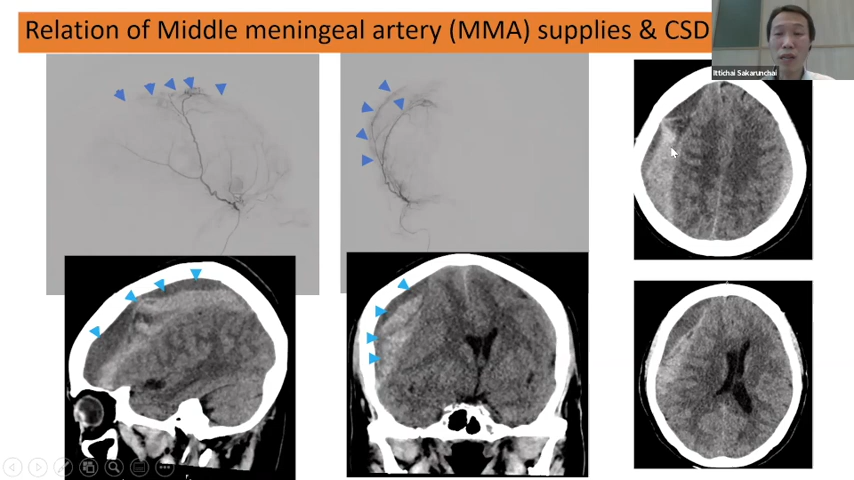 Relation of Middle meningeal artery (MMA) supplies & CSD
Ittichai Sakarunchai